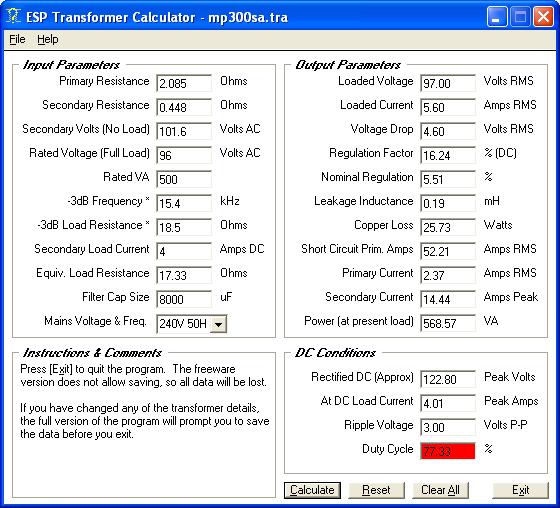 ESP Transformer Calculator - mp300sa.tra
File Help
Input Parameters
Primary Resistance 2.085 Ohms
Secondary Resistance 0.448 Ohms
Secondary Volts (No Load) 101.6 Volts AC
Rated Voltage (Full Load) 96 Volts AC
Rated VA 500
-3dB Frequency * 15.4 kHz
-3dB Load Resistance * 18.5 Ohms
Secondary Load Current 4 Amps DC
Equiv. Load Resistance 17.33 Ohms
Filter Cap Size 8000 uF
Mains Voltage & Freq. 240V 50H
Output Parameters
Loaded Voltage 97.00 Volts RMS
Loaded Current 5.60 Amps RMS
Voltage Drop 4.60 Volts RMS
Regulation Factor 16.24 % (DC)
Nominal Regulation 5.51 %
Leakage Inductance 0.19 mH
Copper Loss 25.73 Watts
Short Circuit Prim. Amps 52.21 Amps RMS
Primary Current 2.37 Amps RMS
Secondary Current 14.44 Amps Peak
Power (at present load) 568.57 VA
Instructions & Comments
Press [Exit] to quit the program. The freeware
version does not allow saving, so all data will be lost.
If you have changed any of the transformer details,
the full version of the program will prompt you to save
the data before you exit.
DC Conditions
Rectified DC (Approx) 122.80 Peak Volts
At DC Load Current 4.01 Peak Amps
Ripple Voltage 3.00 Volts P-P
Duty Cycle 77.33 %
Calculate Reset Clear All Exit